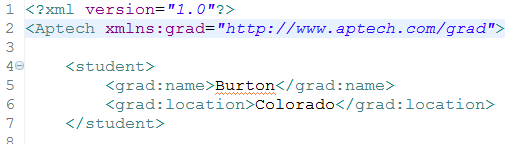 1 <?xml version="1.0"?>
2 <Aptech xmlns:grad="http://www.aptech.com/grad">
3
4 <student>
5 <grad:name>Burton</grad:name>
6 <grad:location>Colorado</grad:location>
7 </student>
8